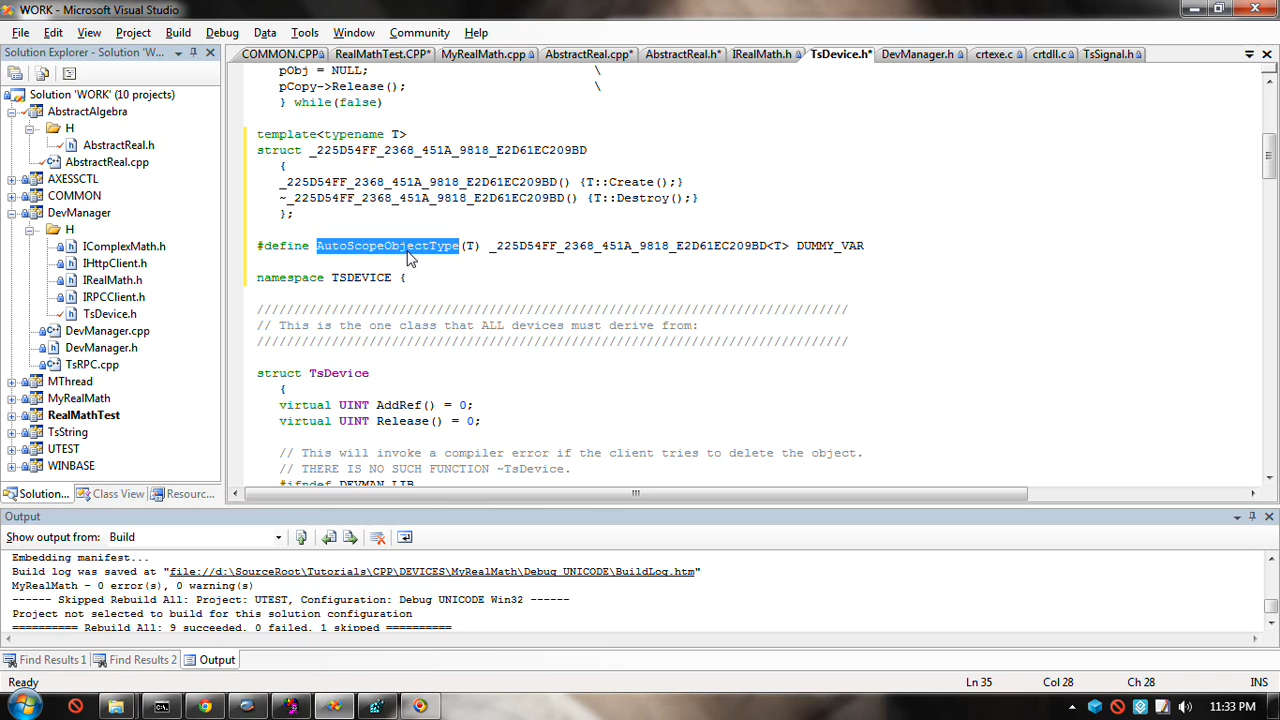 WORK - Microsoft Visual Studio
File Edit View Project Build Debug Data Tools Window Community Help
Solution Explorer - Solution 'W...
COMMON.CPP RealMathTest.CPP* MyRealMath.cpp AbstractReal.cpp* AbstractReal.h* IRealMath.h TsDevice.h* DevManager.h crtexe.c crtdll.c TsSignal.h
Solution 'WORK' (10 projects)
AbstractAlgebra
H
AbstractReal.h
AbstractReal.cpp
AXESSCTL
COMMON
DevManager
H
IComplexMath.h
IHttpClient.h
IRealMath.h
IRPCClient.h
TsDevice.h
DevManager.cpp
DevManager.h
TsRPC.cpp
MThread
MyRealMath
RealMathTest
TsString
UTEST
WINBASE
Solution... Class View Resourc...
pObj = NULL; \
pCopy->Release(); \
} while(false)
template<typename T>
struct _225D54FF_2368_451A_9818_E2D61EC209BD
{
_225D54FF_2368_451A_9818_E2D61EC209BD() {T::Create();}
~_225D54FF_2368_451A_9818_E2D61EC209BD() {T::Destroy();}
};
#define AutoScopeObjectType(T) _225D54FF_2368_451A_9818_E2D61EC209BD<T> DUMMY_VAR
namespace TSDEVICE {
///////////////////////////////////////////////////////////////////////////////
// This is the one class that ALL devices must derive from:
///////////////////////////////////////////////////////////////////////////////
struct TsDevice
{
virtual UINT AddRef() = 0;
virtual UINT Release() = 0;
// This will invoke a compiler error if the client tries to delete the object.
// THERE IS NO SUCH FUNCTION ~TsDevice.
#ifndef DEVMAN_LIB
Output
Show output from: Build
Embedding manifest...
Build log was saved at "file://d:\SourceRoot\Tutorials\CPP\DEVICES\MyRealMath\Debug UNICODE\BuildLog.htm"
MyRealMath - 0 error(s), 0 warning(s)
------ Skipped Rebuild All: Project: UTEST, Configuration: Debug UNICODE Win32 ------
Project not selected to build for this solution configuration
========== Rebuild All: 9 succeeded, 0 failed, 1 skipped ==========
Find Results 1 Find Results 2 Output
Ready Ln 35 Col 28 Ch 28 INS
11:33 PM